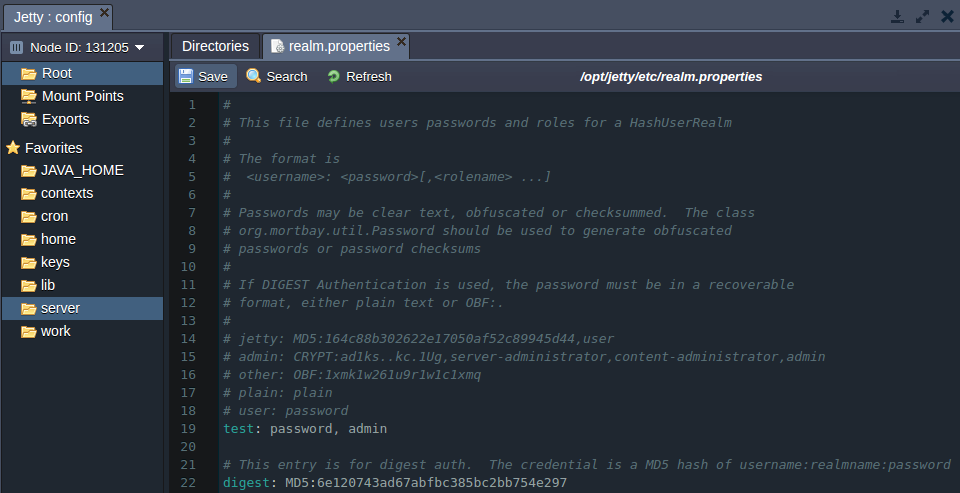 Jetty : config
Node ID: 131205
Root
Mount Points
Exports
Favorites
JAVA_HOME
contexts
cron
home
keys
lib
server
work
Directories
realm.properties
Save
Search
Refresh
/opt/jetty/etc/realm.properties
1 #
2 # This file defines users passwords and roles for a HashUserRealm
3 #
4 # The format is
5 #  <username>: <password>[,<rolename> ...]
6 #
7 # Passwords may be clear text, obfuscated or checksummed.  The class
8 # org.mortbay.util.Password should be used to generate obfuscated
9 # passwords or password checksums
10 #
11 # If DIGEST Authentication is used, the password must be in a recoverable
12 # format, either plain text or OBF:.
13 #
14 # jetty: MD5:164c88b302622e17050af52c89945d44,user
15 # admin: CRYPT:ad1ks..kc.1Ug,server-administrator,content-administrator,admin
16 # other: OBF:1xmk1w261u9r1w1c1xmq
17 # plain: plain
18 # user: password
19 test: password, admin
20
21 # This entry is for digest auth.  The credential is a MD5 hash of username:realmname:password
22 digest: MD5:6e120743ad67abfbc385bc2bb754e297